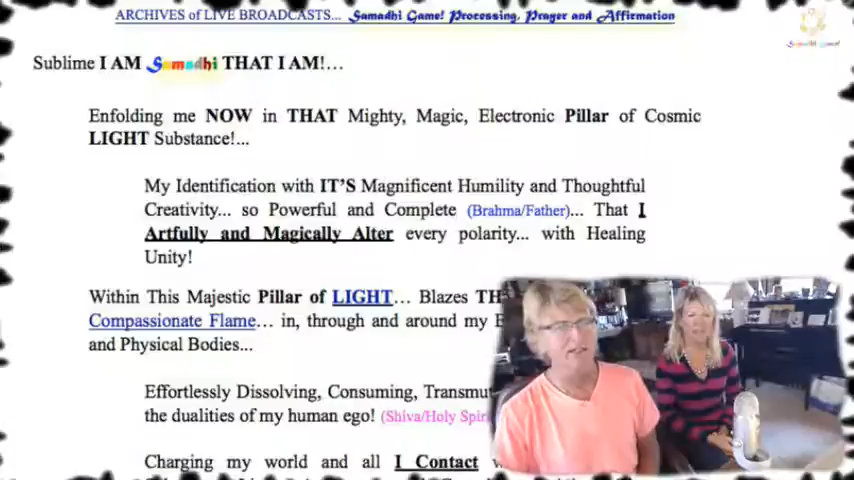 ARCHIVES of LIVE BROADCASTS... Samadhi Game! Processing, Prayer and Affirmation
Samadhi Game!
Sublime I AM Samadhi THAT I AM!...
Enfolding me NOW in THAT Mighty, Magic, Electronic Pillar of Cosmic
LIGHT Substance!...
My Identification with IT'S Magnificent Humility and Thoughtful
Creativity... so Powerful and Complete (Brahma/Father)... That I
Artfully and Magically Alter every polarity... with Healing
Unity!
Within This Majestic Pillar of LIGHT... Blazes
Compassionate Flame... in, through and around my
and Physical Bodies...
Effortlessly Dissolving, Consuming,
the dualities of my human ego! (Shiva/Holy
Charging my world and all I Contact